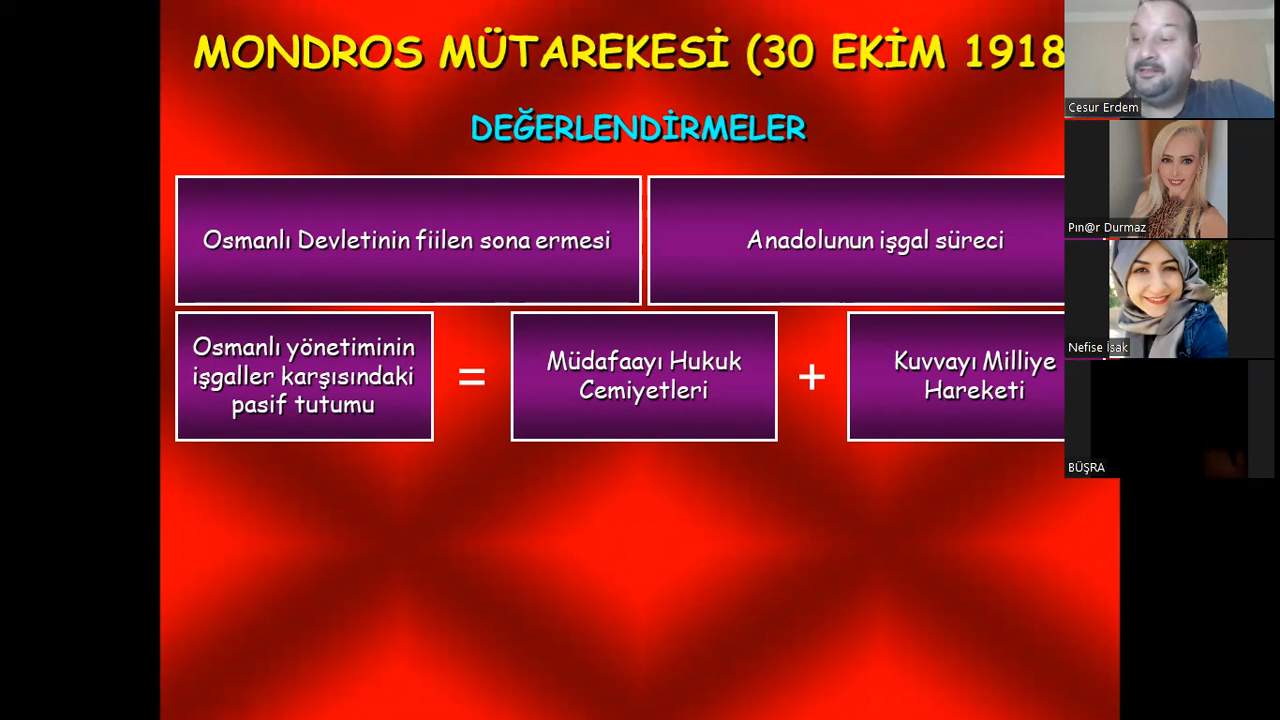 MONDROS MÜTAREKESİ (30 EKİM 1918
DEĞERLENDİRMELER
Osmanlı Devletinin fiilen sona ermesi
Anadolunun işgal süreci
Osmanlı yönetiminin
işgaller karşısındaki
pasif tutumu
=
Müdafaayı Hukuk
Cemiyetleri
+
Kuvvayı Milliye
Hareketi
Cesur Erdem
Pın@r Durmaz
Nefise İsak
BÜŞRA